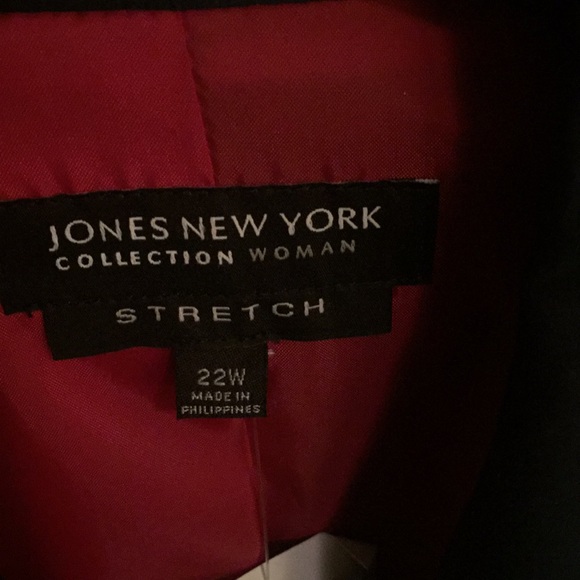 JONES NEW YORK
COLLECTION WOMAN
STRETCH
22W
MADE IN
PHILIPPINES